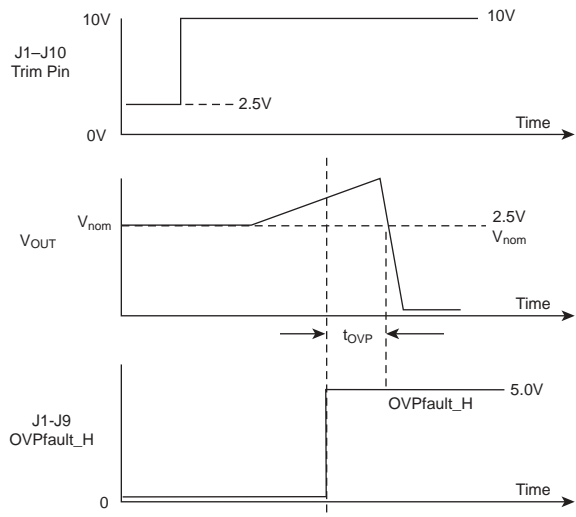 10V
10V
J1–J10
Trim Pin
2.5V
0V
Time
Vnom
2.5V
Vnom
VOUT
Time
tOVP
5.0V
OVPfault_H
J1-J9
OVPfault_H
Time
0